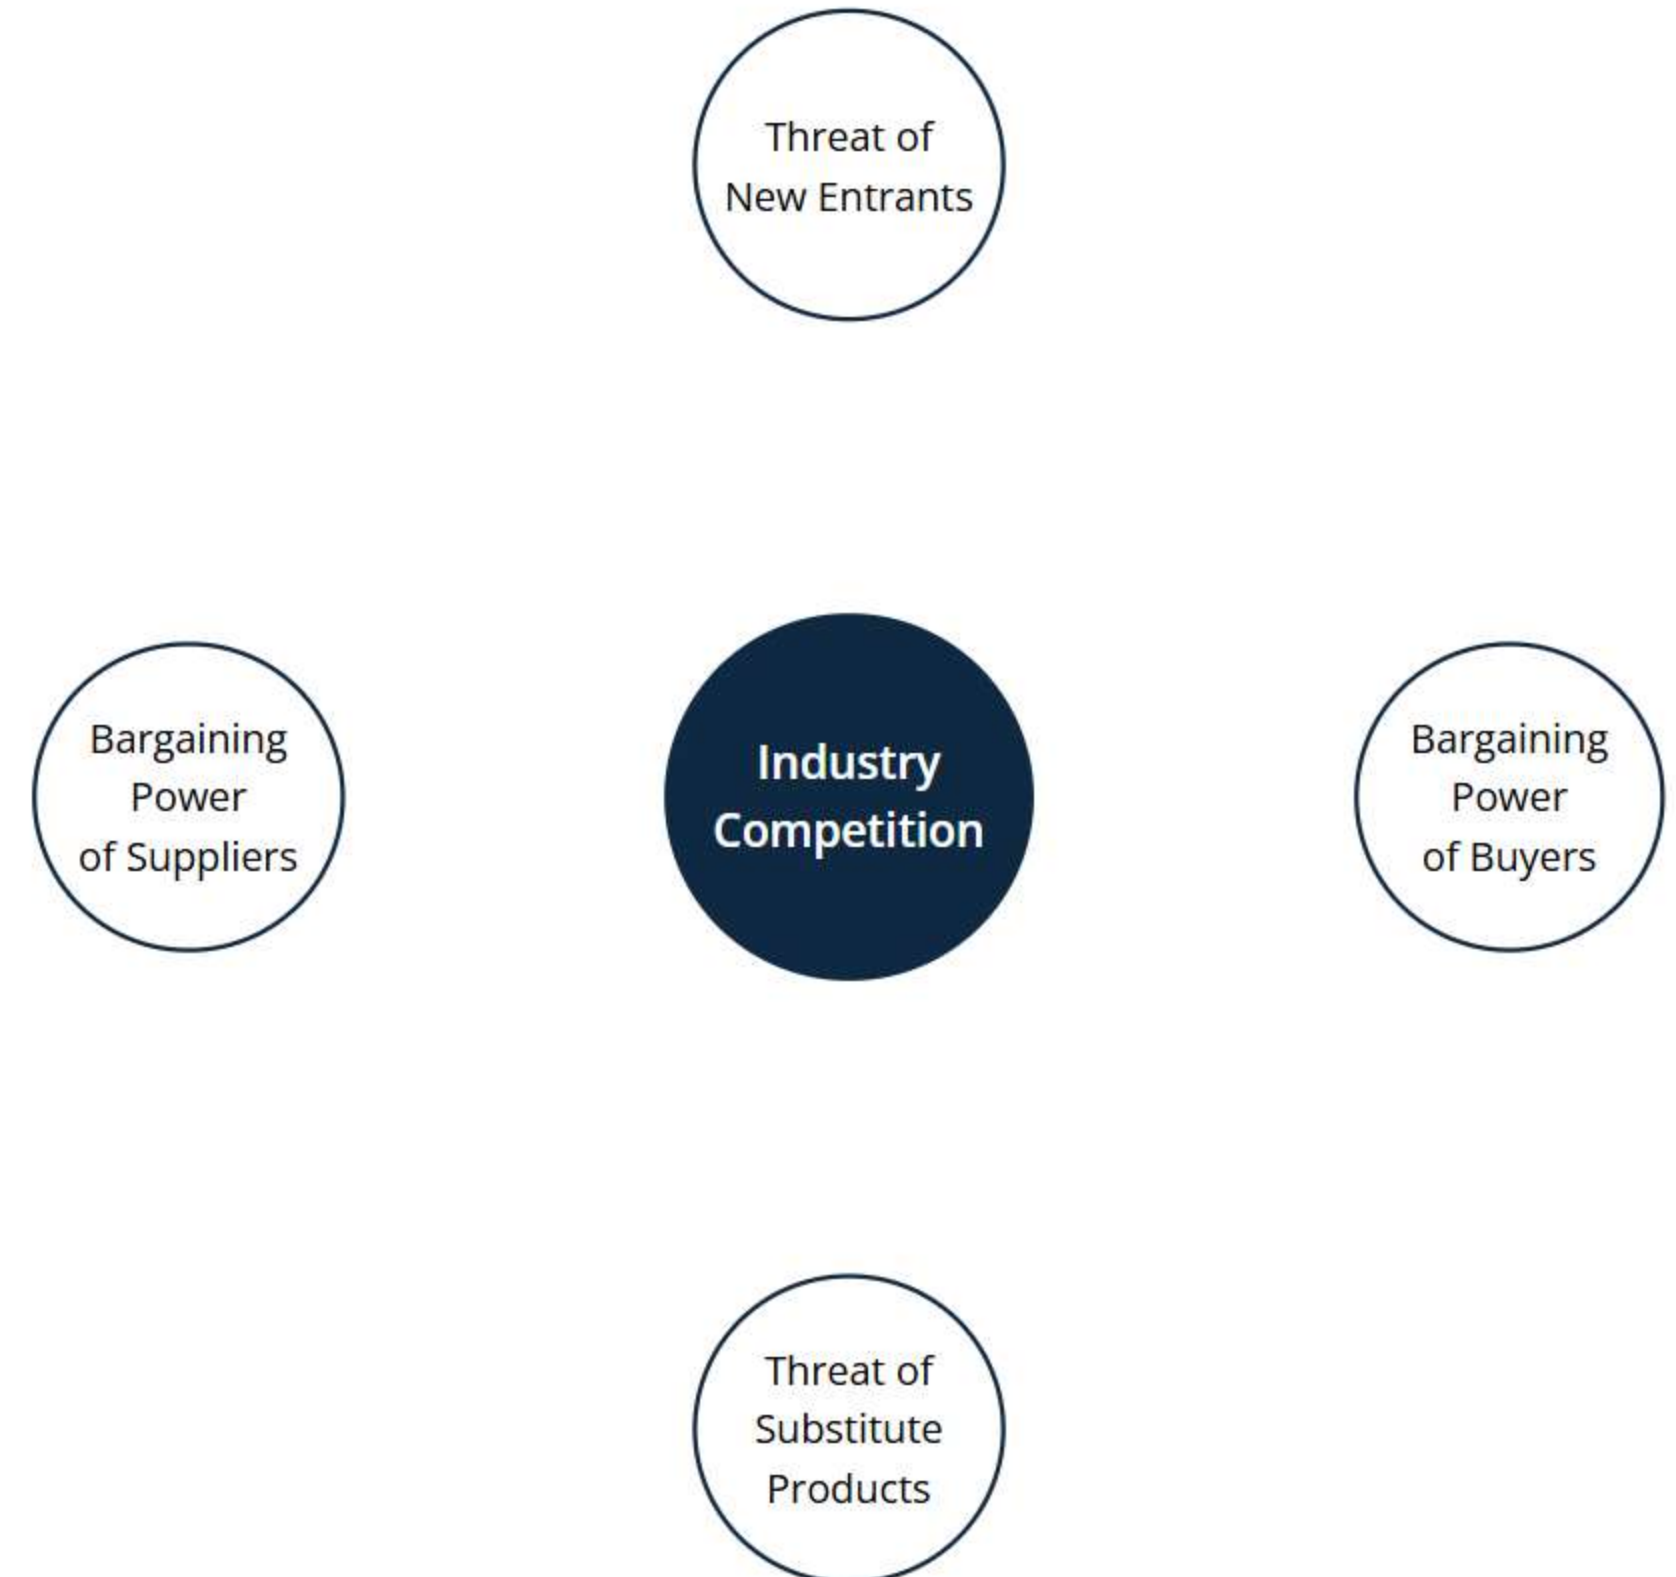 Threat of
New Entrants
Bargaining
Power
of Suppliers
Industry
Competition
Bargaining
Power
of Buyers
Threat of
Substitute
Products